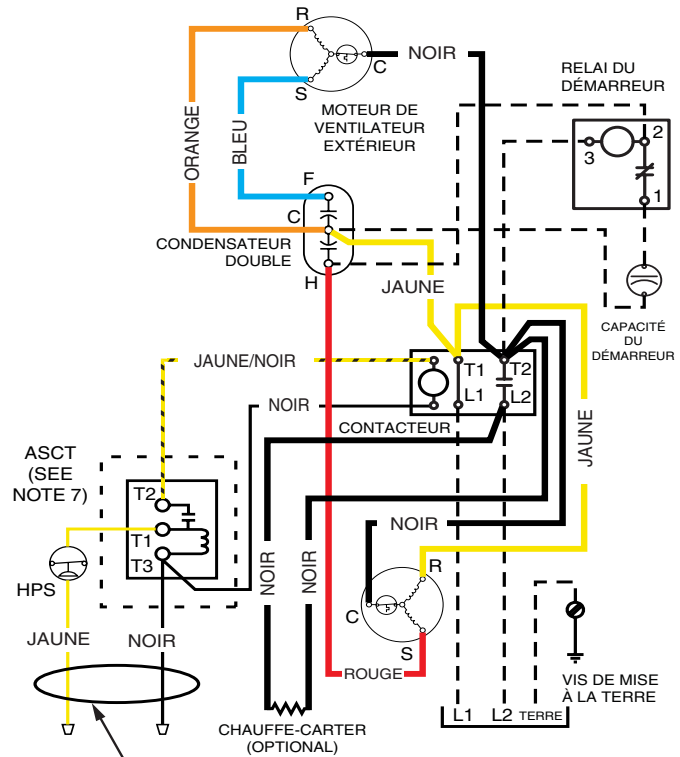 R
NOIR
C
S
MOTEUR DE
VENTILATEUR
EXTÉRIEUR
ORANGE
BLEU
RELAI DU
DÉMARREUR
2
3
1
F
C
CONDENSATEUR
DOUBLE
H
JAUNE
CAPACITÉ
DU
DÉMARREUR
JAUNE/NOIR
T1
T2
L1
L2
NOIR
CONTACTEUR
JAUNE
ASCT
(SEE
NOTE 7)
T2
T1
T3
HPS
NOIR
NOIR
NOIR
R
C
S
JAUNE
NOIR
ROUGE
VIS DE MISE
À LA TERRE
CHAUFFE-CARTER
(OPTIONAL)
L1
L2
TERRE